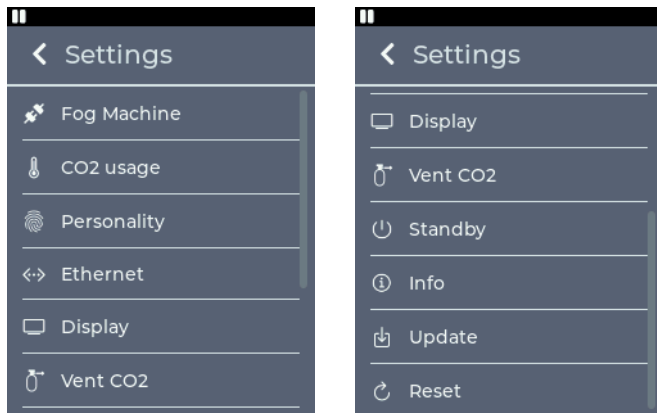 Settings
Fog Machine
CO2 usage
Personality
Ethernet
Display
Vent CO2
Settings
Display
Vent CO2
Standby
Info
Update
Reset